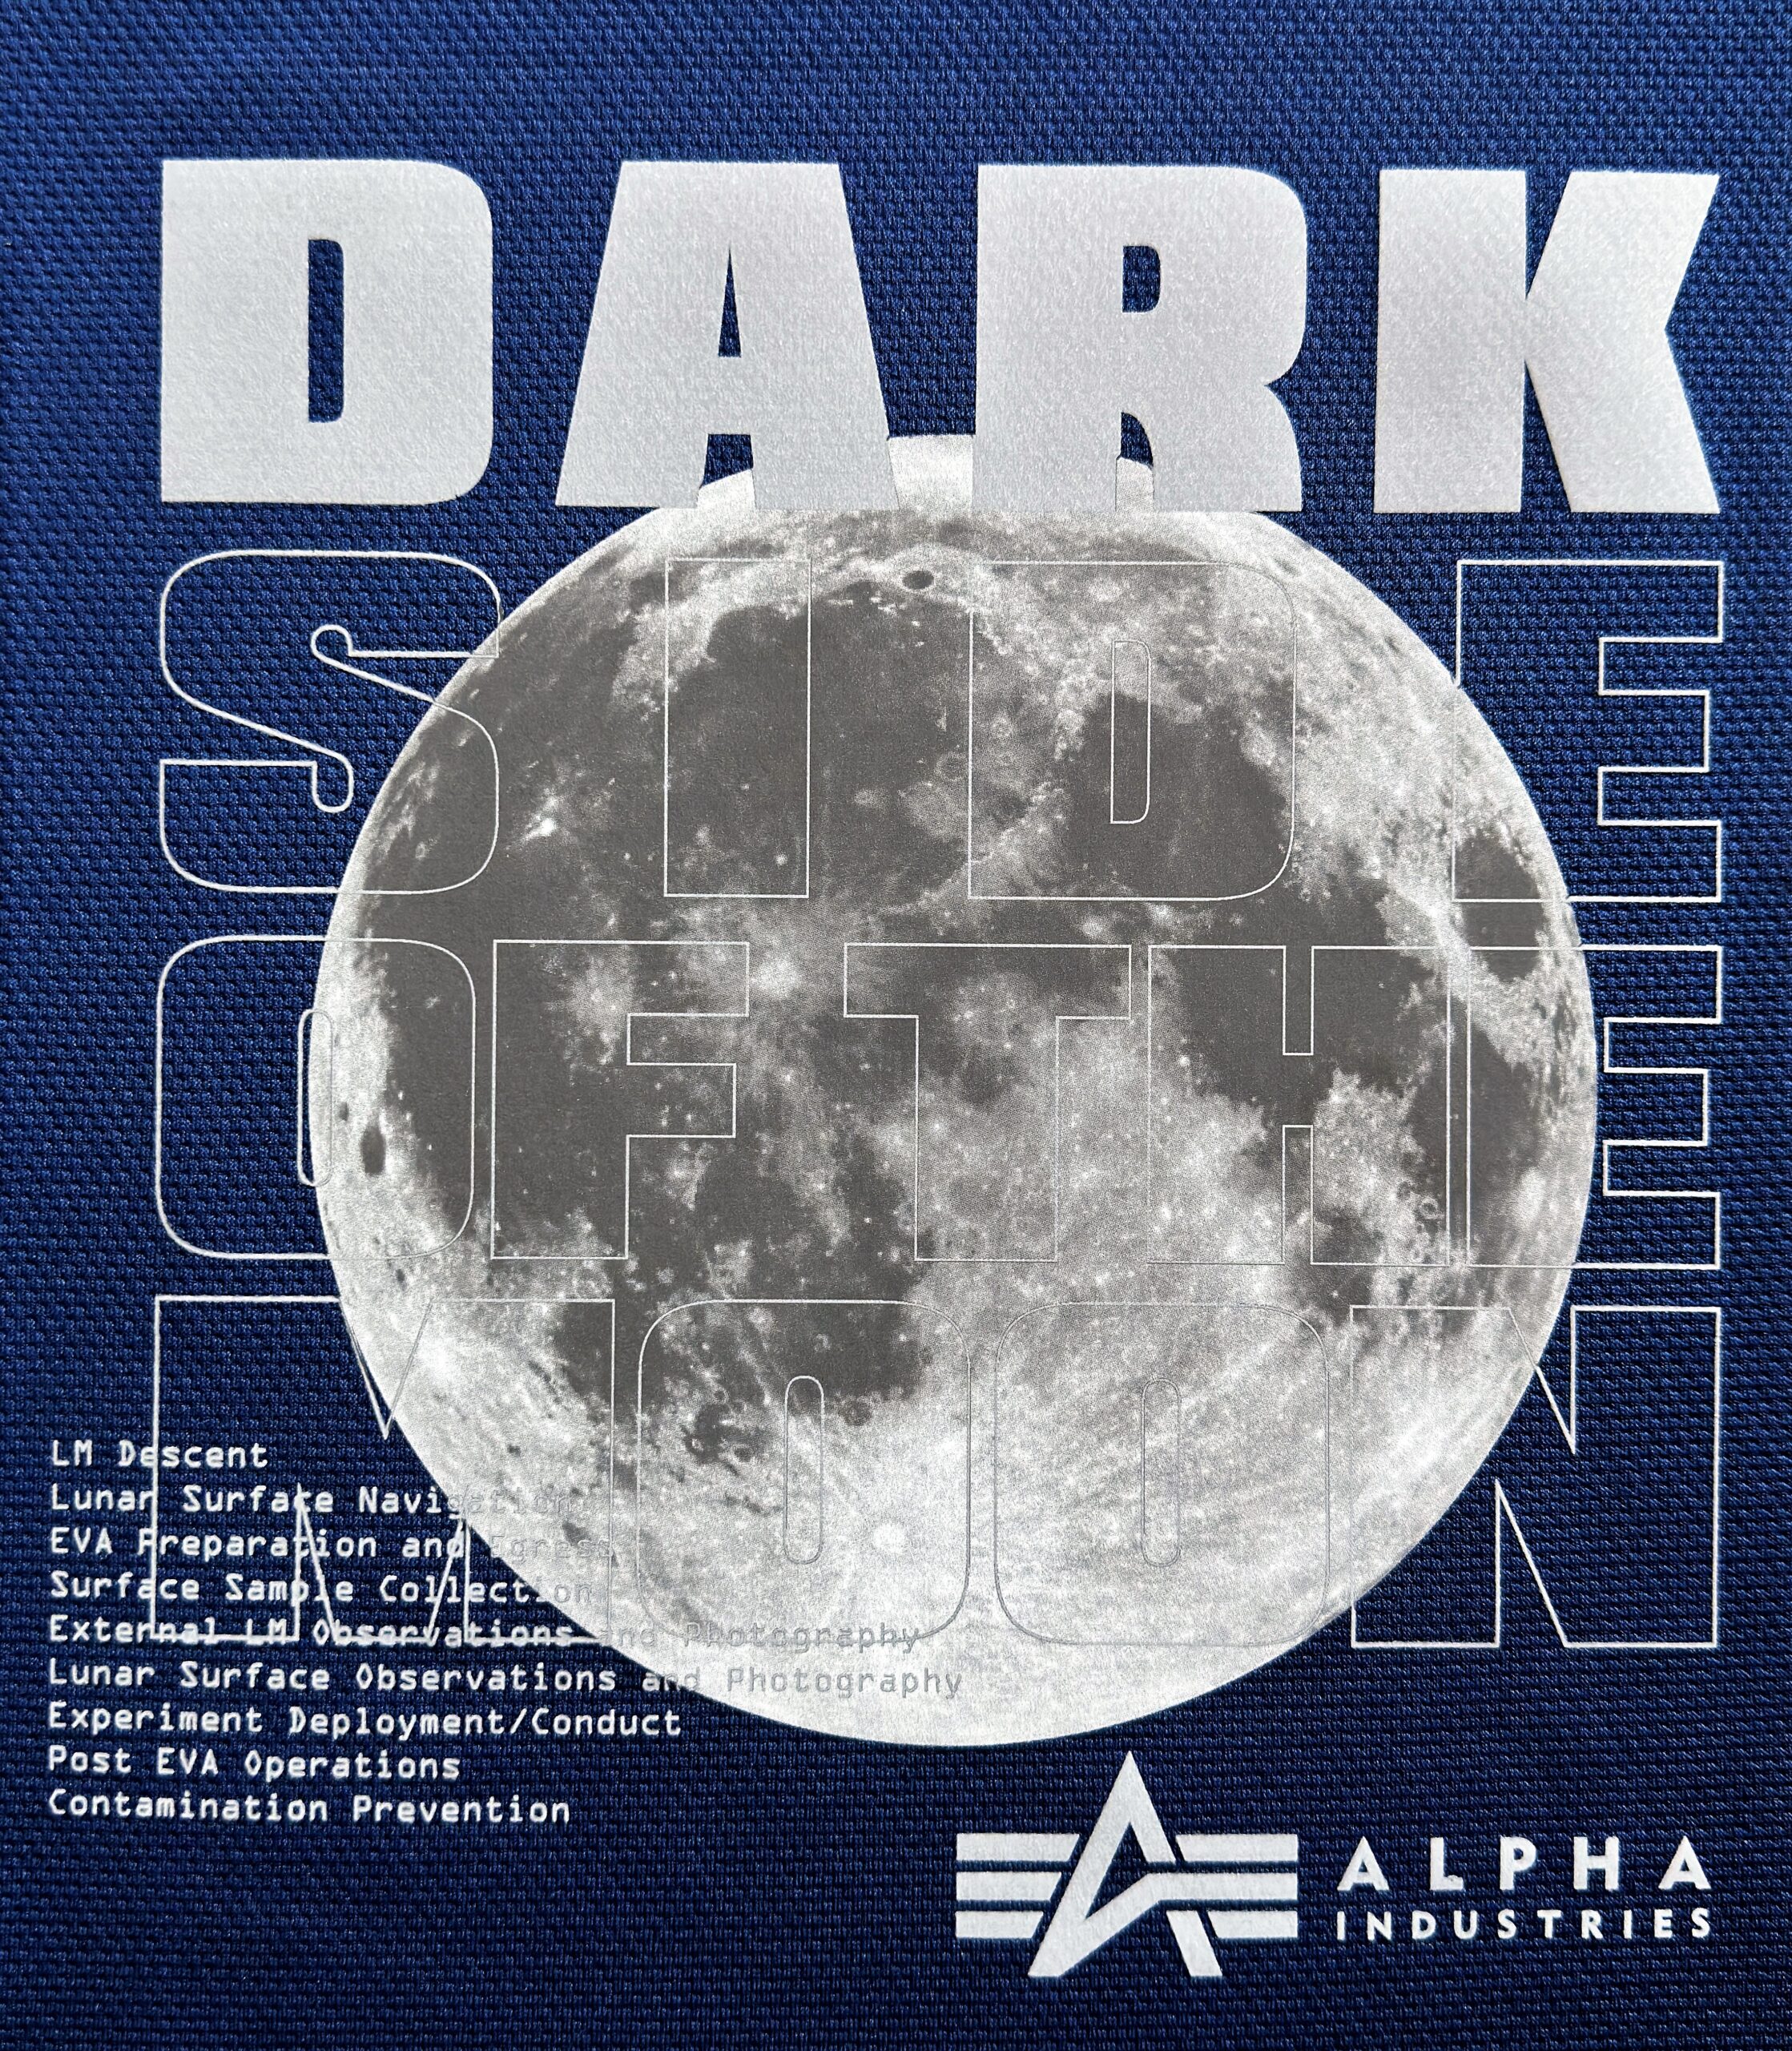 DARK
SIDE
OF THE
MOON
LM Descent
Lunar Surface Navigation
EVA Preparation and Egress
Surface Sample Collection
External LM Observations and Photography
Lunar Surface Observations and Photography
Experiment Deployment/Conduct
Post EVA Operations
Contamination Prevention
ALPHA
INDUSTRIES